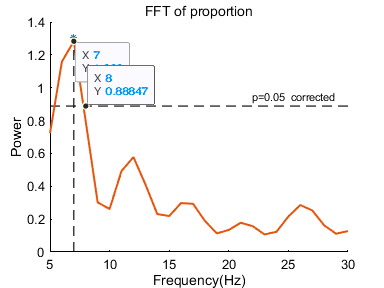 FFT of proportion
1.4
1.2
1
0.8
0.6
0.4
0.2
0
Power
X 7
Y
X 8
Y 0.88847
p=0.05 corrected
5 10 15 20 25 30
Frequency(Hz)